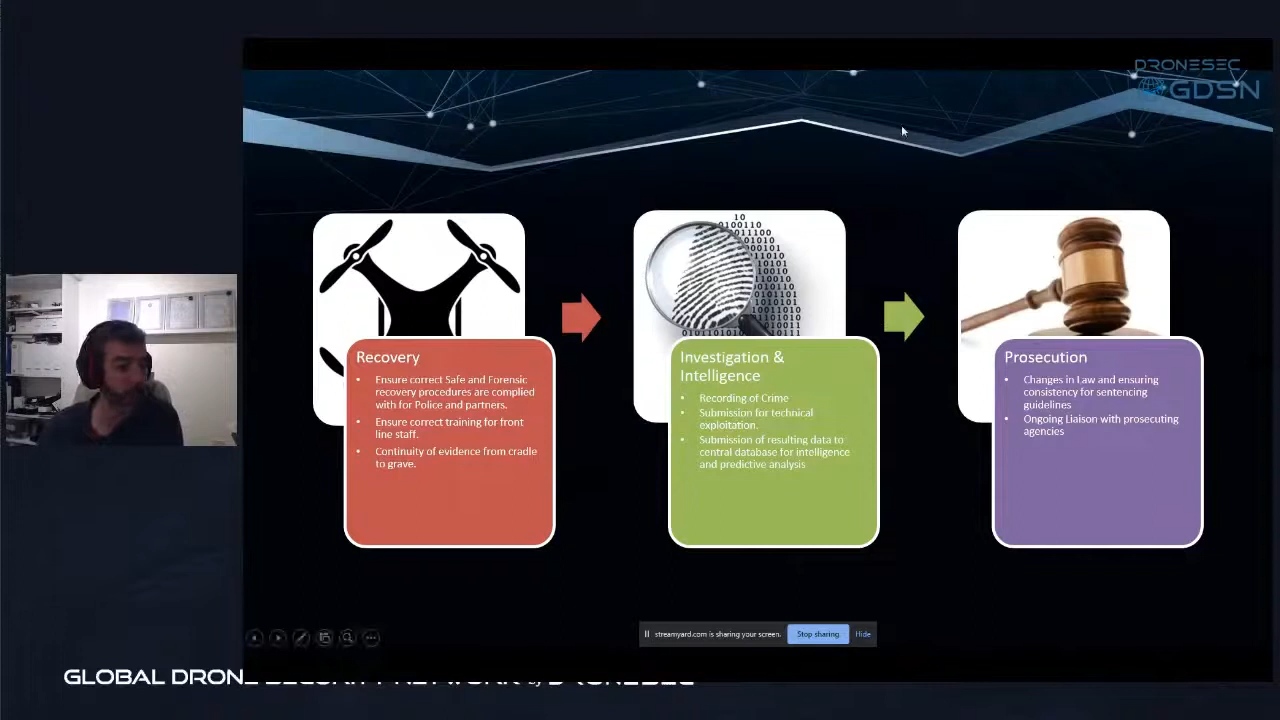 DRONESEC
GDSN
Recovery
• Ensure correct Safe and Forensic
recovery procedures are complied
with for Police and partners.
• Ensure correct training for front
line staff.
• Continuity of evidence from cradle
to grave.
Investigation &
Intelligence
• Recording of Crime
• Submission for technical
exploitation.
• Submission of resulting data to
central database for intelligence
and predictive analysis
Prosecution
• Changes in Law and ensuring
consistency for sentencing
guidelines
• Ongoing Liaison with prosecuting
agencies
streamyard.com is sharing your screen.
Stop sharing
Hide
GLOBAL DRONE